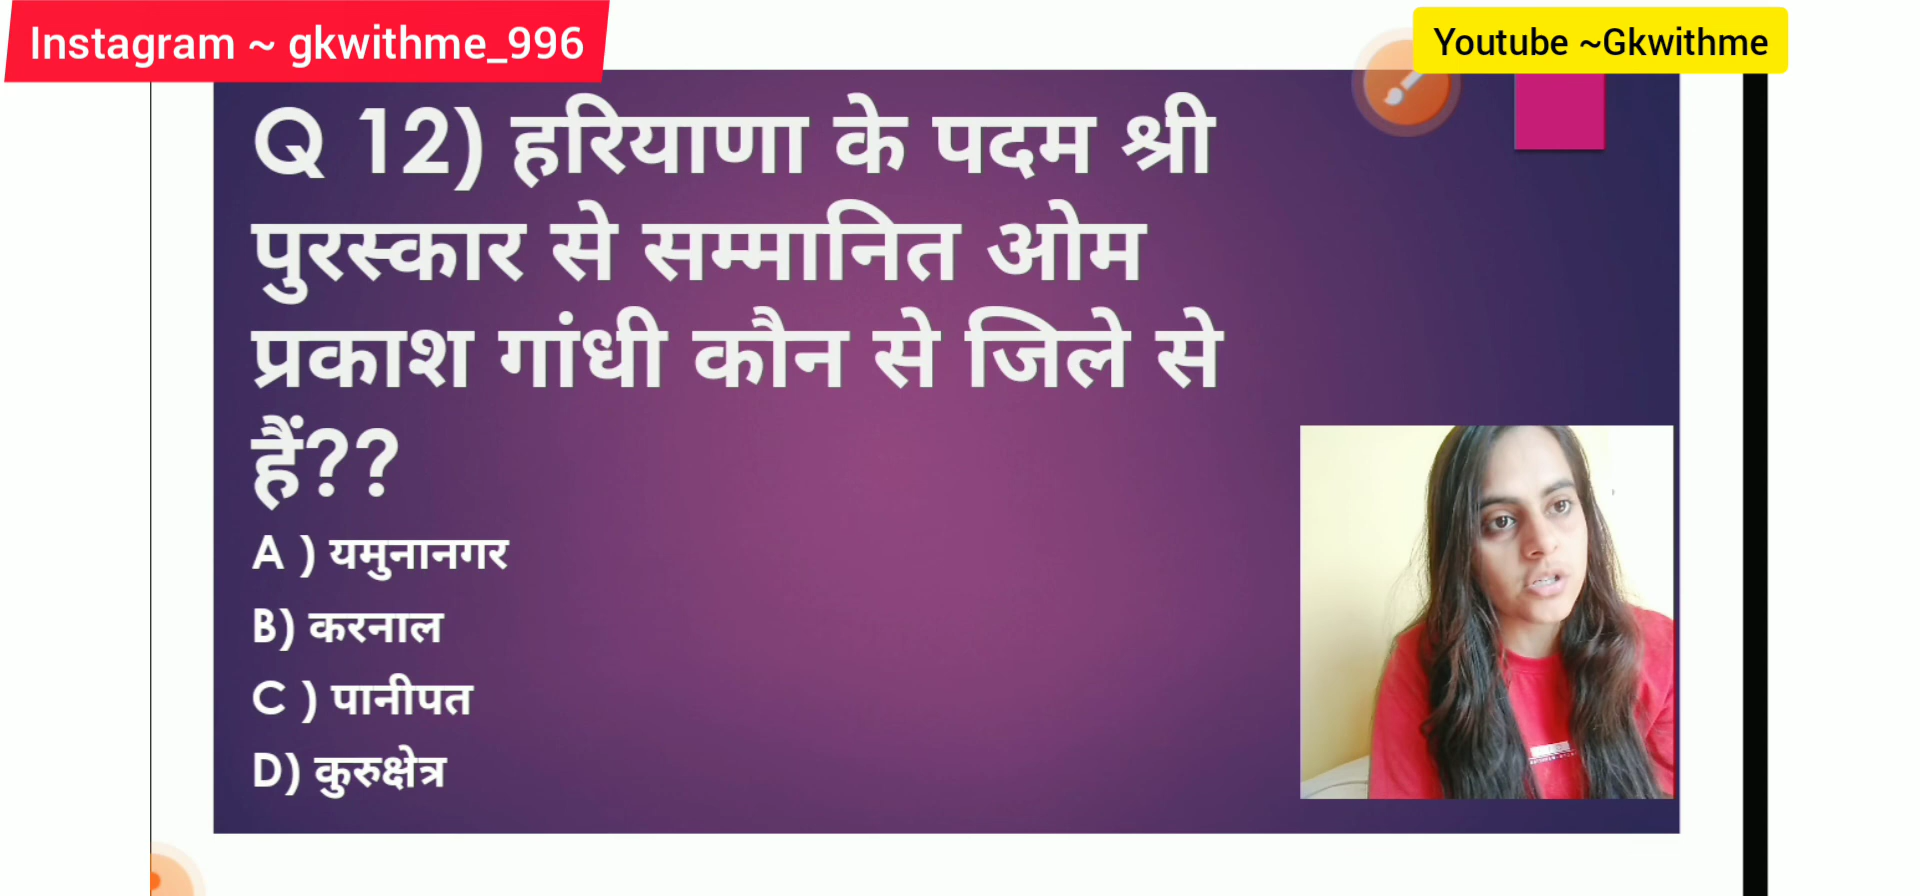 Instagram ~ gkwithme_996
Youtube ~Gkwithme
Q 12) हरियाणा के पदम श्री
पुरस्कार से सम्मानित ओम
प्रकाश गांधी कौन से जिले से
हैं??
A ) यमुनानगर
B) करनाल
C ) पानीपत
D) कुरुक्षेत्र